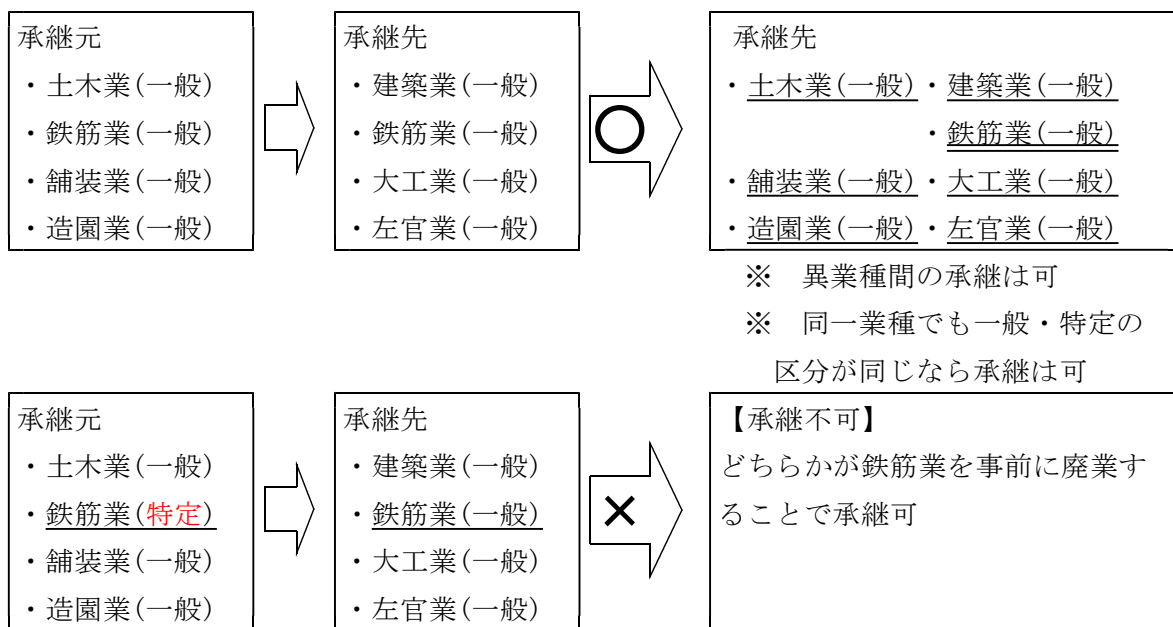 承継元
・土木業(一般)
・鉄筋業(一般)
・舗装業(一般)
・造園業(一般)
承継先
・建築業(一般)
・鉄筋業(一般)
・大工業(一般)
・左官業(一般)
○
承継先
・土木業(一般)・建築業(一般)
・鉄筋業(一般)
・舗装業(一般)・大工業(一般)
・造園業(一般)・左官業(一般)
※ 異業種間の承継は可
※ 同一業種でも一般・特定の
区分が同じなら承継は可
承継元
・土木業(一般)
・鉄筋業(特定)
・舗装業(一般)
・造園業(一般)
承継先
・建築業(一般)
・鉄筋業(一般)
・大工業(一般)
・左官業(一般)
×
【承継不可】
どちらかが鉄筋業を事前に廃業す
ることで承継可